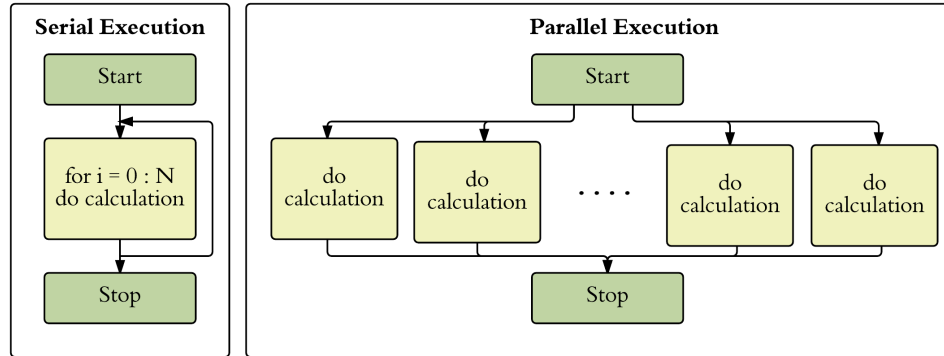 Serial Execution
Start
for i = 0 : N
do calculation
Stop
Parallel Execution
Start
do
calculation
do
calculation
. . . .
do
calculation
do
calculation
Stop